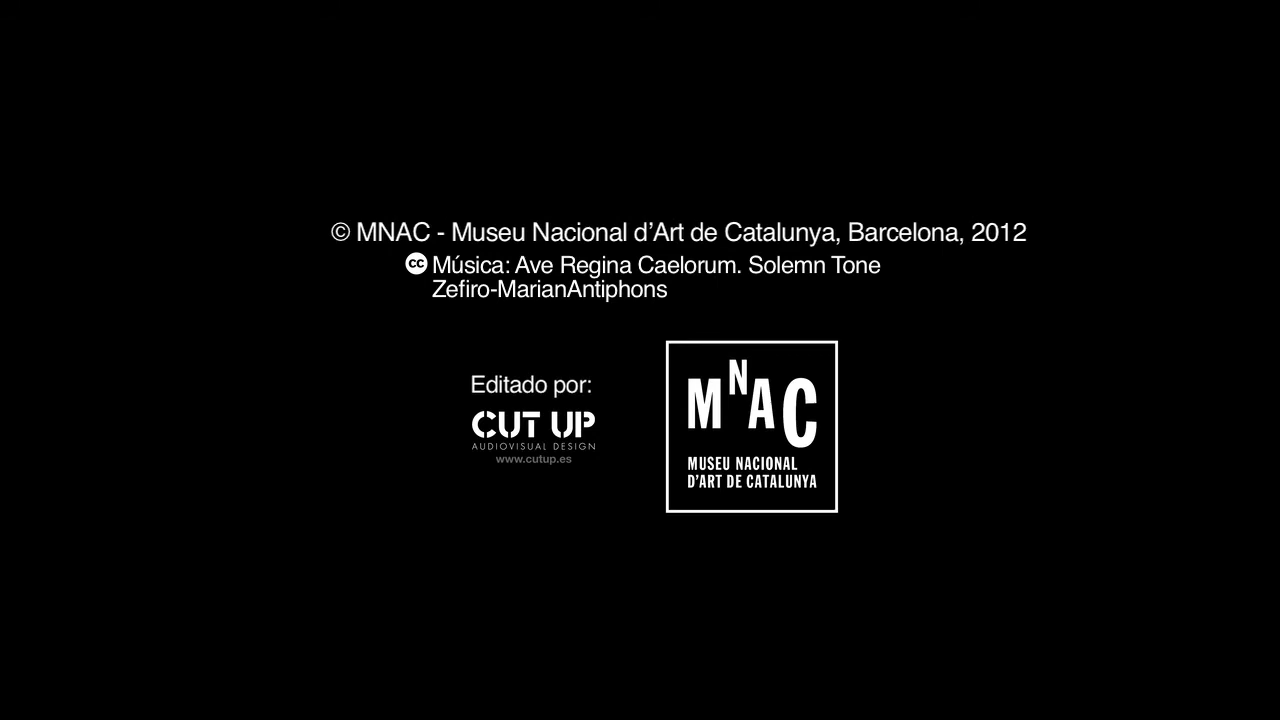 © MNAC - Museu Nacional d’Art de Catalunya, Barcelona, 2012
cc Música: Ave Regina Caelorum. Solemn Tone
Zefiro-MarianAntiphons
Editado por:
CUT UP
AUDIOVISUAL DESIGN
www.cutup.es
MNAC
MUSEU NACIONAL
D’ART DE CATALUNYA